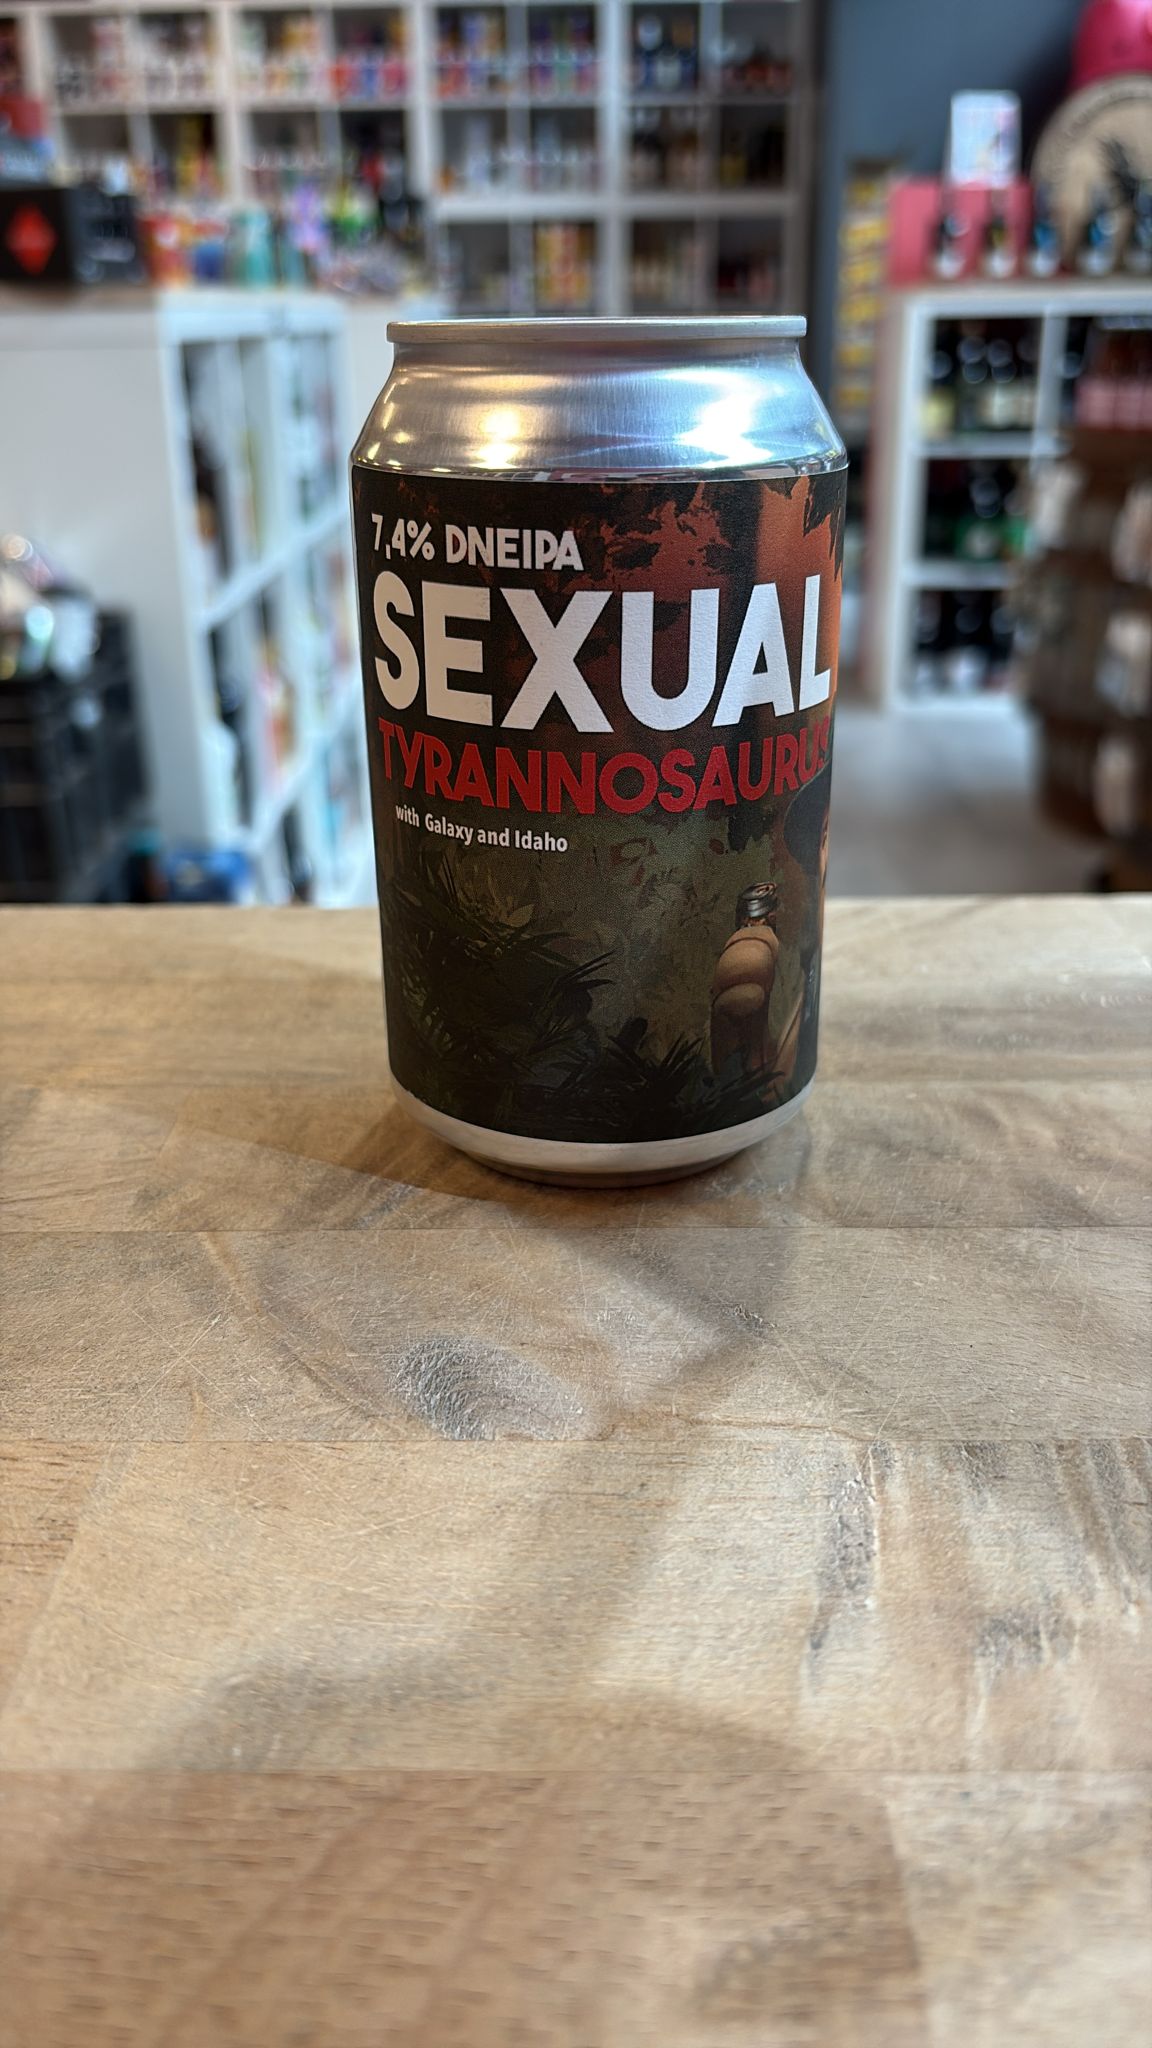 7,4% DNEIPA
SEXUAL
TYRANNOSAURUS
with Galaxy and Idaho